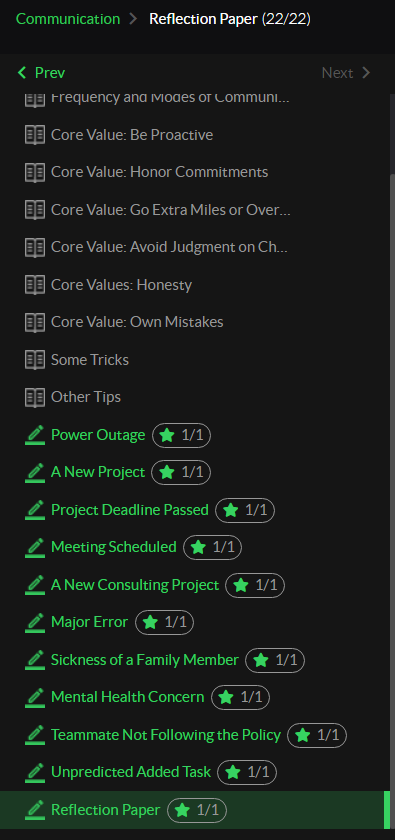 Communication > Reflection Paper (22/22)
Prev Next
Frequency and Modes of Communi...
Core Value: Be Proactive
Core Value: Honor Commitments
Core Value: Go Extra Miles or Over...
Core Value: Avoid Judgment on Ch...
Core Values: Honesty
Core Value: Own Mistakes
Some Tricks
Other Tips
Power Outage 1/1
A New Project 1/1
Project Deadline Passed 1/1
Meeting Scheduled 1/1
A New Consulting Project 1/1
Major Error 1/1
Sickness of a Family Member 1/1
Mental Health Concern 1/1
Teammate Not Following the Policy 1/1
Unpredicted Added Task 1/1
Reflection Paper 1/1